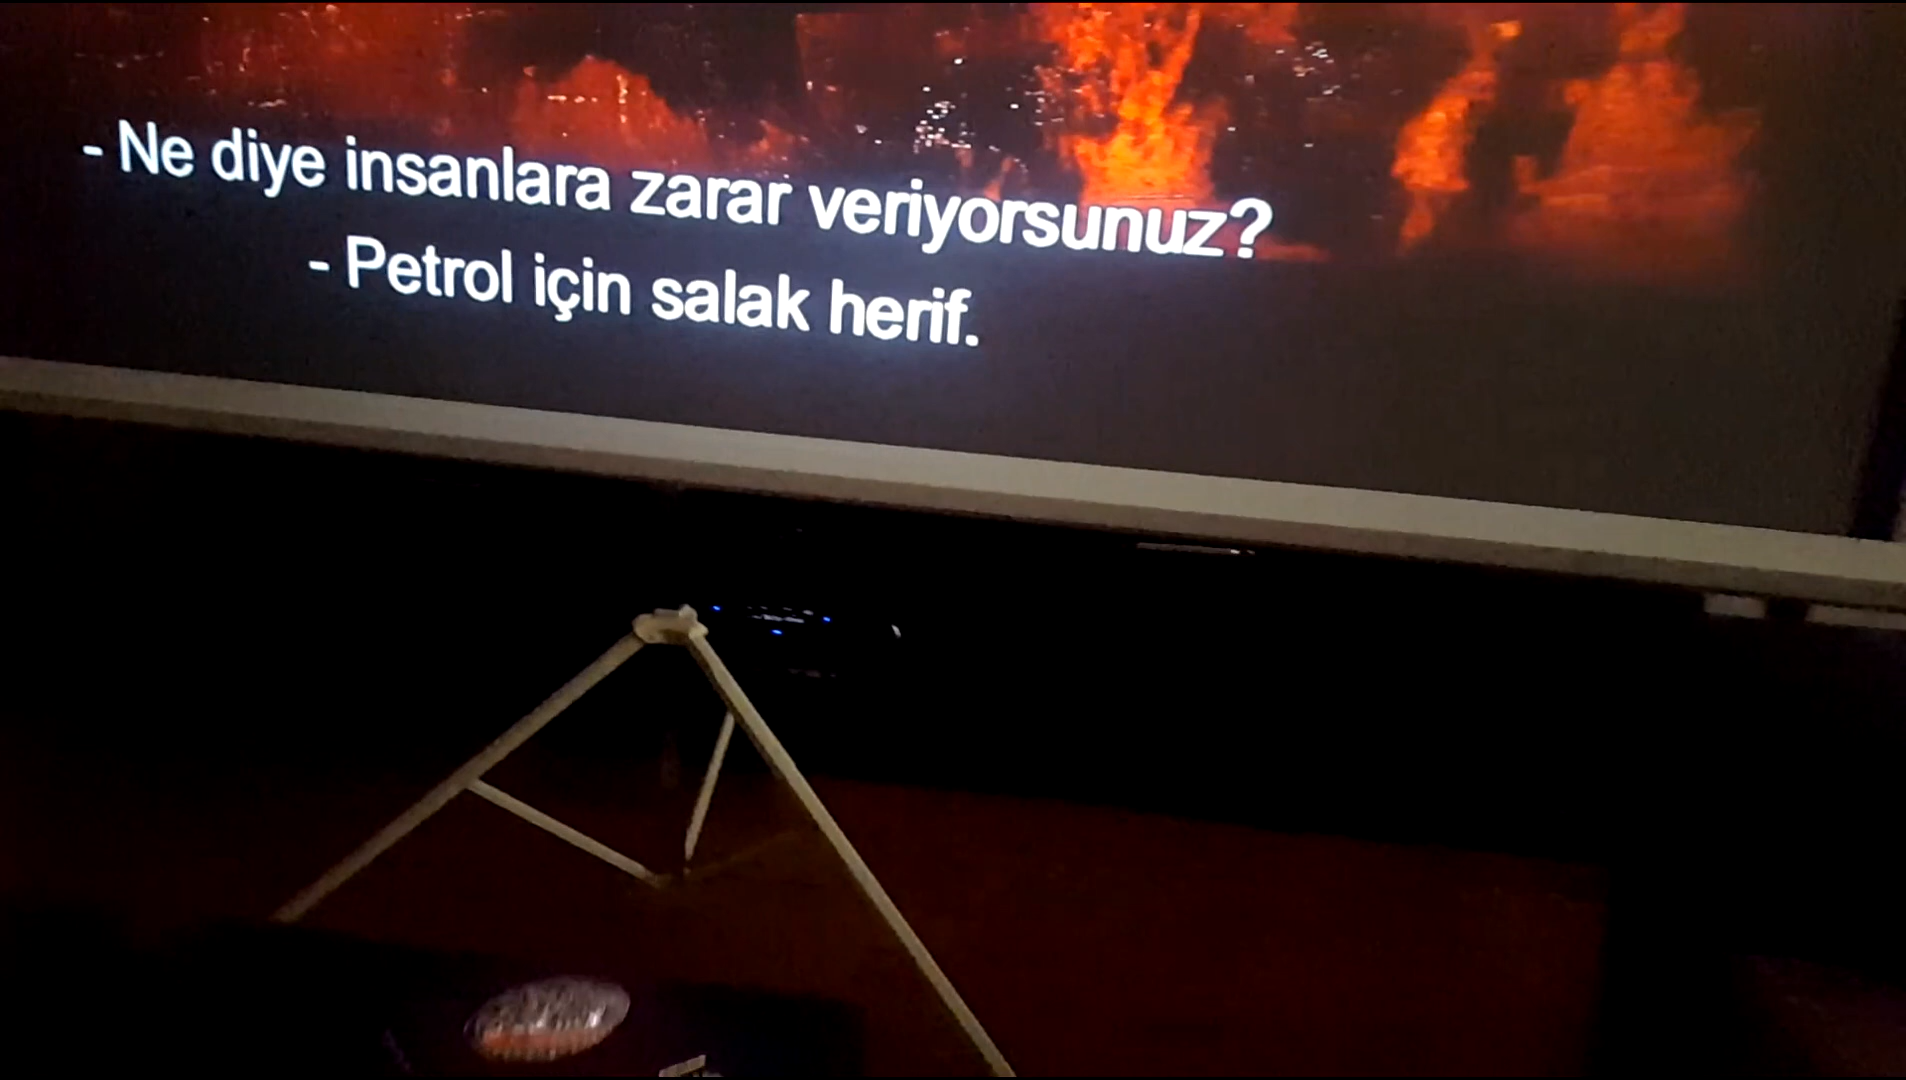 - Ne diye insanlara zarar veriyorsunuz?
- Petrol için salak herif.